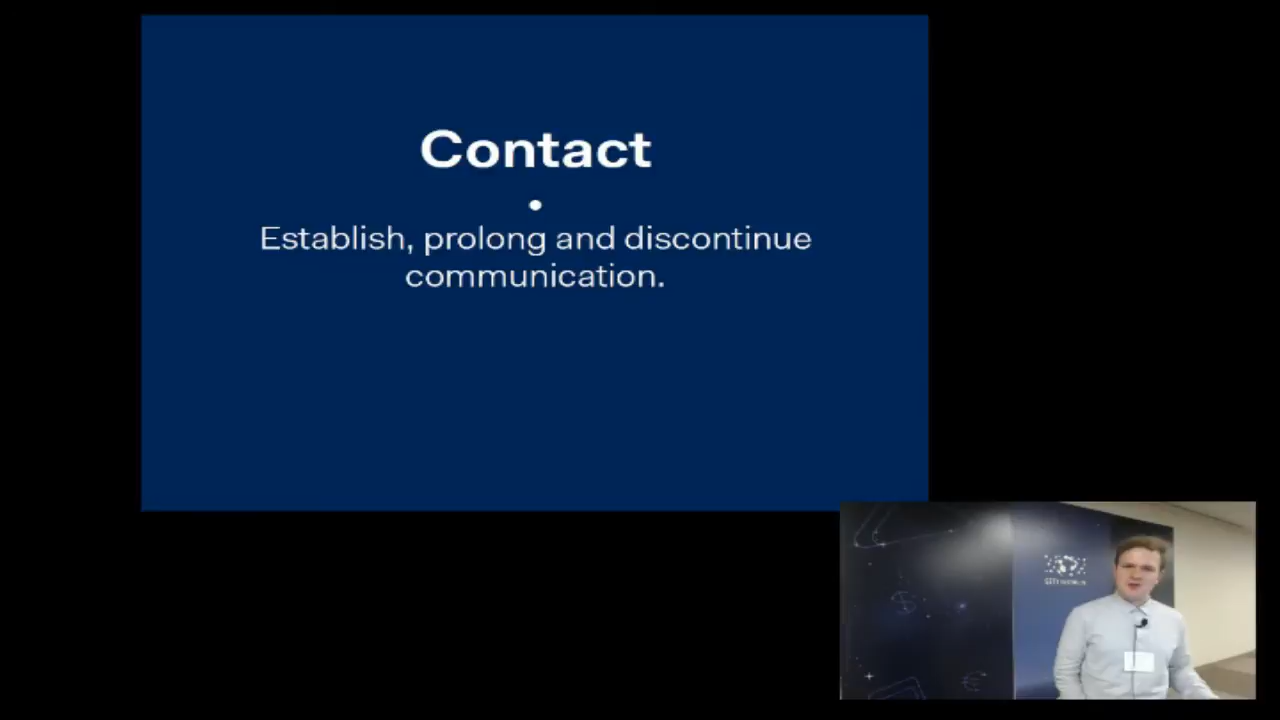 Contact
•
Establish, prolong and discontinue
communication.
$
€